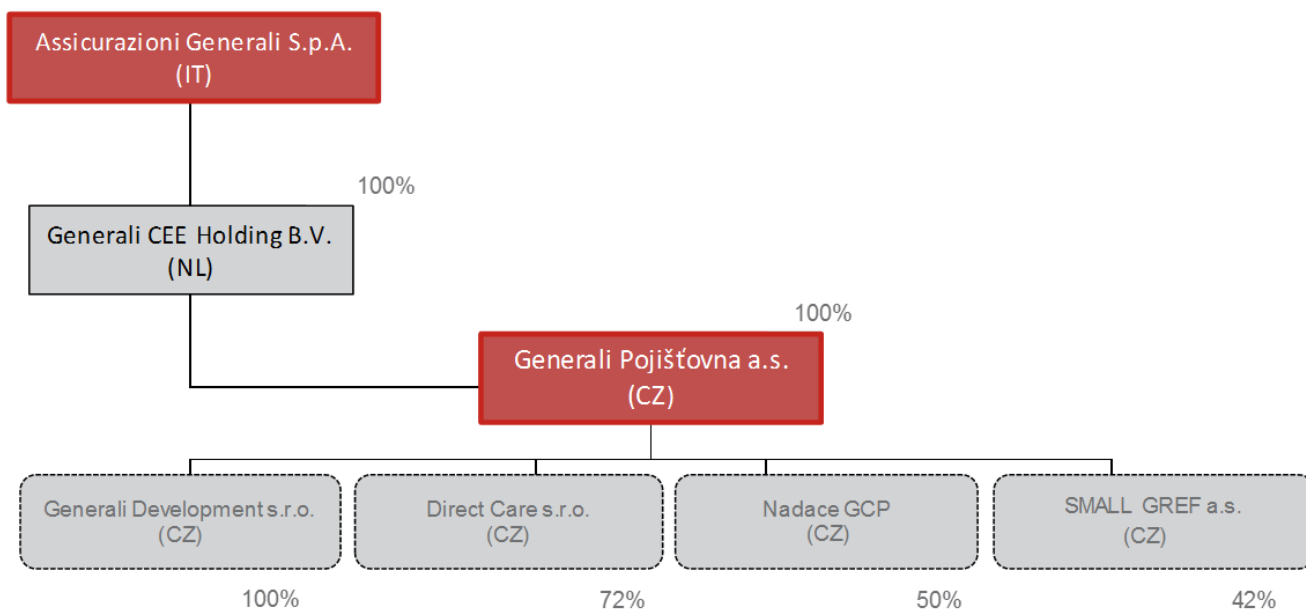 Assicurazioni Generali S.p.A.
(IT)
100%
Generali CEE Holding B.V.
(NL)
100%
Generali Pojišťovna a.s.
(CZ)
Generali Development s.r.o.
(CZ)
Direct Care s.r.o.
(CZ)
Nadace GCP
(CZ)
SMALL GREF a.s.
(CZ)
100%
72%
50%
42%